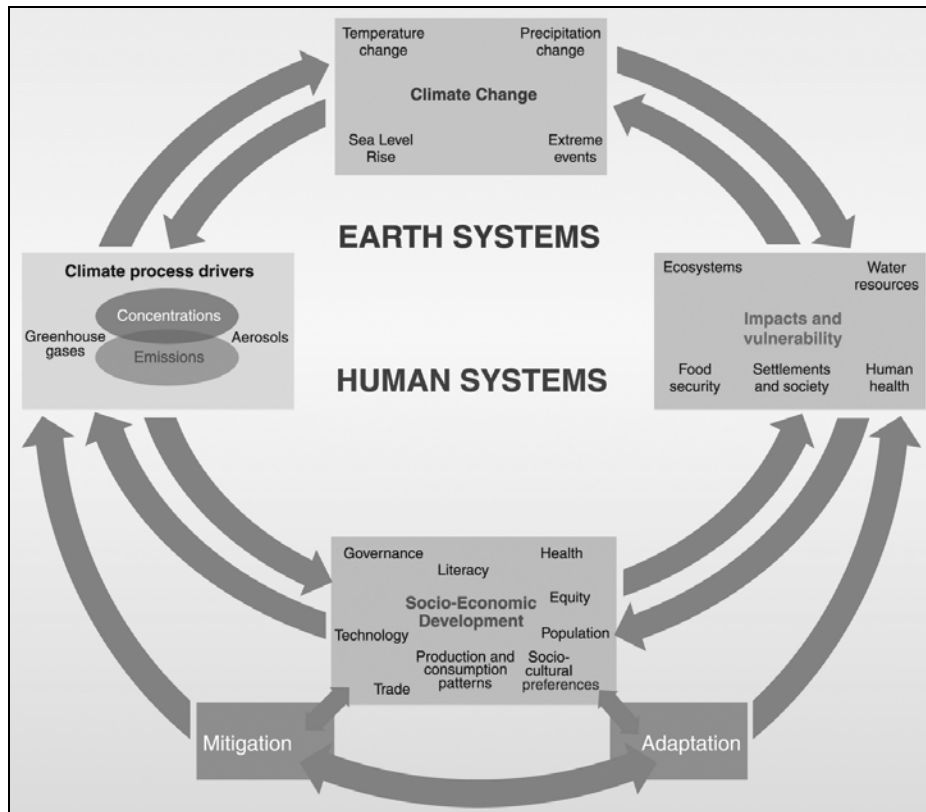 Temperature
change
Precipitation
change
Climate Change
Sea Level
Rise
Extreme
events
EARTH SYSTEMS
Climate process drivers
Concentrations
Greenhouse
gases
Aerosols
Emissions
Ecosystems
Water
resources
Impacts and
vulnerability
Food
security
Settlements
and society
Human
health
HUMAN SYSTEMS
Governance
Literacy
Health
Socio-Economic
Development
Equity
Technology
Population
Production and
consumption
patterns
Socio-
cultural
preferences
Trade
Mitigation
Adaptation